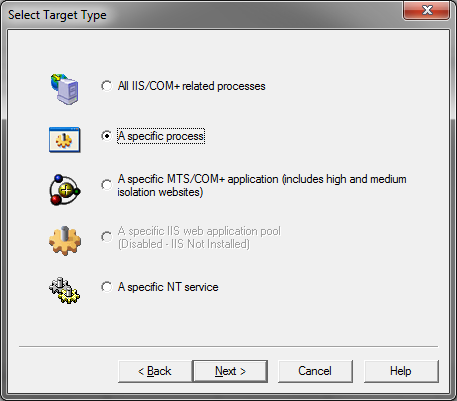 Select Target Type
All IIS/COM+ related processes
A specific process
A specific MTS/COM+ application (includes high and medium
isolation websites)
A specific IIS web application pool
(Disabled - IIS Not Installed)
A specific NT service
< Back
Next >
Cancel
Help